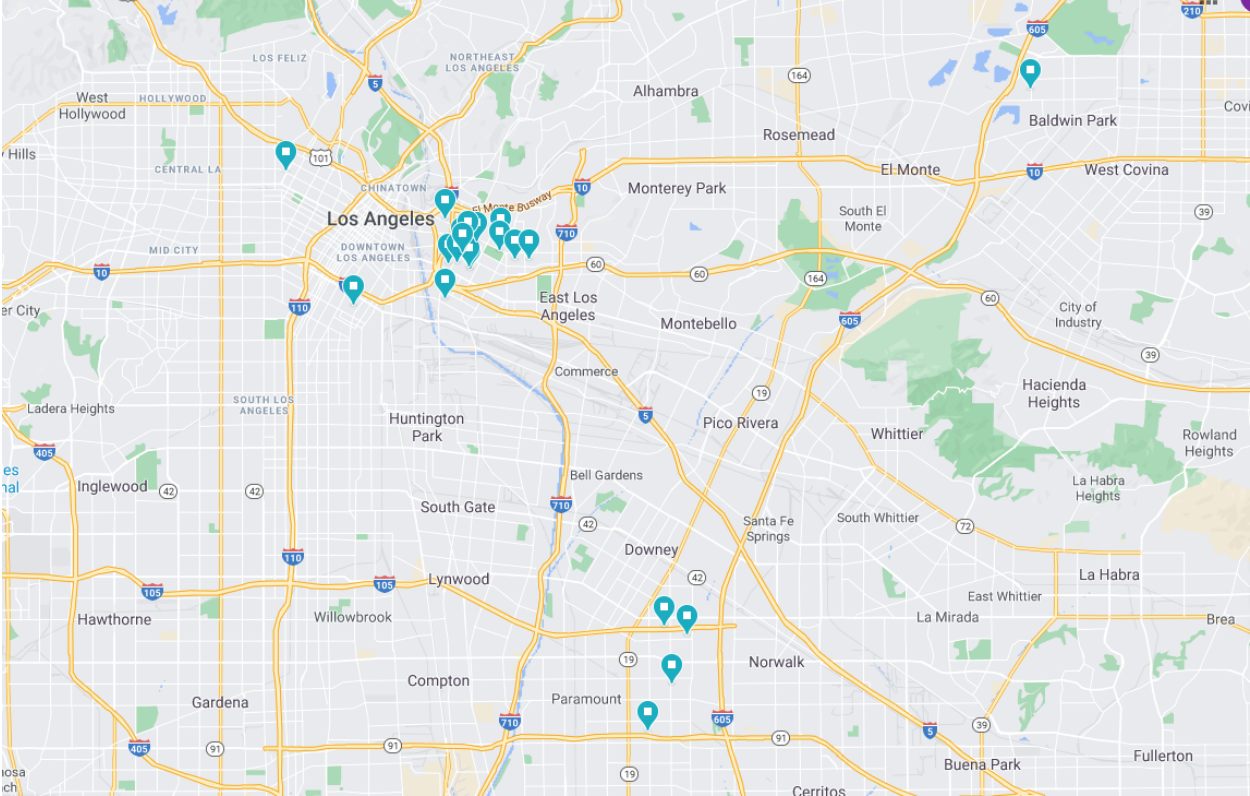 210
605
LOS FELIZ
NORTHEAST
LOS ANGELES
5
164
Alhambra
West
Hollywood
HOLLYWOOD
Rosemead
Baldwin Park
Hills
101
CENTRAL LA
El Monte
10
West Covina
CHINATOWN
10
Monterey Park
El Monte Busway
Los Angeles
710
South El
Monte
39
MID CITY
DOWNTOWN
LOS ANGELES
10
60
60
164
60
110
East Los
Angeles
City of
Industry
Montebello
605
39
Commerce
19
Hacienda
Heights
Ladera Heights
SOUTH LOS
ANGELES
Huntington
Park
5
Pico Rivera
Whittier
Rowland
Heights
405
Bell Gardens
La Habra
Heights
Inglewood
42
42
South Gate
710
42
Santa Fe
Springs
South Whittier
72
110
Downey
Lynwood
105
105
42
La Habra
East Whittier
Hawthorne
Willowbrook
La Mirada
Brea
19
Norwalk
Compton
Paramount
Gardena
710
605
39
5
405
91
91
91
Buena Park
Fullerton
19
Cerritos